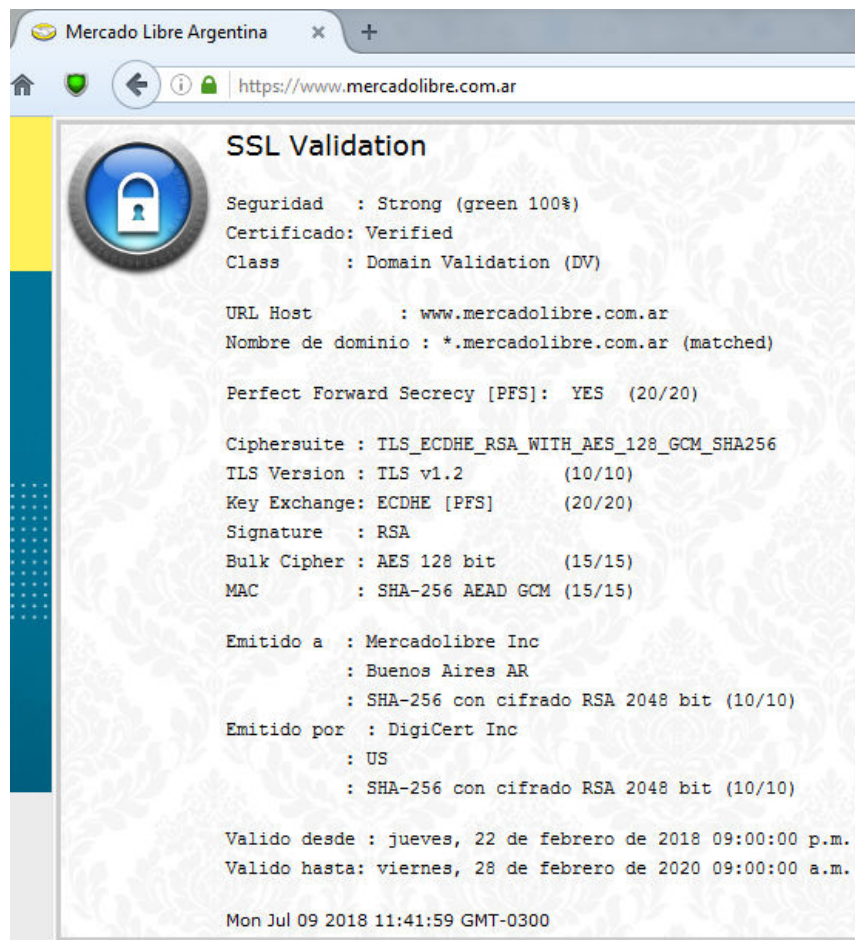 Mercado Libre Argentina
https://www.mercadolibre.com.ar
SSL Validation
Seguridad : Strong (green 100%)
Certificado: Verified
Class : Domain Validation (DV)
URL Host : www.mercadolibre.com.ar
Nombre de dominio : *.mercadolibre.com.ar (matched)
Perfect Forward Secrecy [PFS]: YES (20/20)
Ciphersuite : TLS_ECDHE_RSA_WITH_AES_128_GCM_SHA256
TLS Version : TLS v1.2 (10/10)
Key Exchange: ECDHE [PFS] (20/20)
Signature : RSA
Bulk Cipher : AES 128 bit (15/15)
MAC : SHA-256 AEAD GCM (15/15)
Emitido a : Mercadolibre Inc
: Buenos Aires AR
: SHA-256 con cifrado RSA 2048 bit (10/10)
Emitido por : DigiCert Inc
: US
: SHA-256 con cifrado RSA 2048 bit (10/10)
Valido desde : jueves, 22 de febrero de 2018 09:00:00 p.m.
Valido hasta: viernes, 28 de febrero de 2020 09:00:00 a.m.
Mon Jul 09 2018 11:41:59 GMT-0300